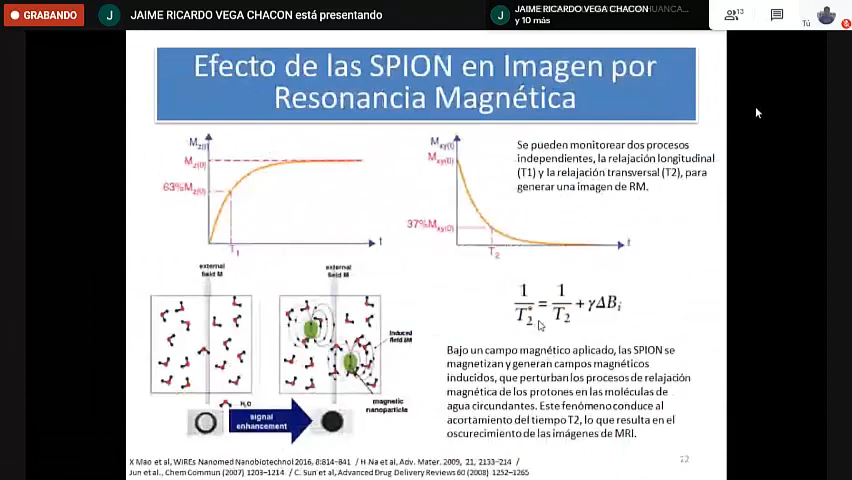 GRABANDO
J JAIME RICARDO VEGA CHACON está presentando
J JAIME RICARDO VEGA CHACON
y 10 más
13
Tú
Efecto de las SPION en Imagen por
Resonancia Magnética
Mz(t)
Mz(0)
63%Mz(0)
T1
t
Mxy(t)
Mxy(0)
37%Mxy(0)
T2
t
Se pueden monitorear dos procesos
independientes, la relajación longitudinal
(T1) y la relajación transversal (T2), para
generar una imagen de RM.
external
field M
external
field M
induced
field M
H2O
magnetic
nanoparticle
signal
enhancement
1/T2* = 1/T2 + γΔBi
Bajo un campo magnético aplicado, las SPION se
magnetizan y generan campos magnéticos
inducidos, que perturban los procesos de relajación
magnética de los protones en las moléculas de
agua circundantes. Este fenómeno conduce al
acortamiento del tiempo T2, lo que resulta en el
oscurecimiento de las imágenes de MRI.
X Mao et al, WIREs Nanomed Nanobiotechnol 2016, 8:814–841 / H Na et al, Adv. Mater. 2009, 21, 2133–214 /
Jun et al., Chem Commun (2007) 1203–1214 / C. Sun et al, Advanced Drug Delivery Reviews 60 (2008) 1252–1265